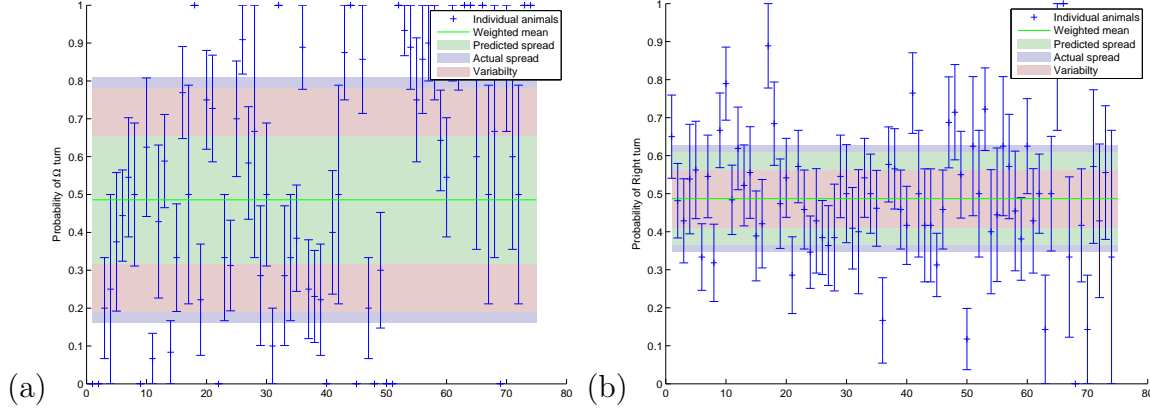 1
0.9
0.8
0.7
0.6
0.5
0.4
0.3
0.2
0.1
0
Probability of Ω turn
0 10 20 30 40 50 60 70 80
Individual animals
Weighted mean
Predicted spread
Actual spread
Variabilty
(a)
1
0.9
0.8
0.7
0.6
0.5
0.4
0.3
0.2
0.1
0
Probability of Right turn
0 10 20 30 40 50 60 70 80
Individual animals
Weighted mean
Predicted spread
Actual spread
Variabilty
(b)